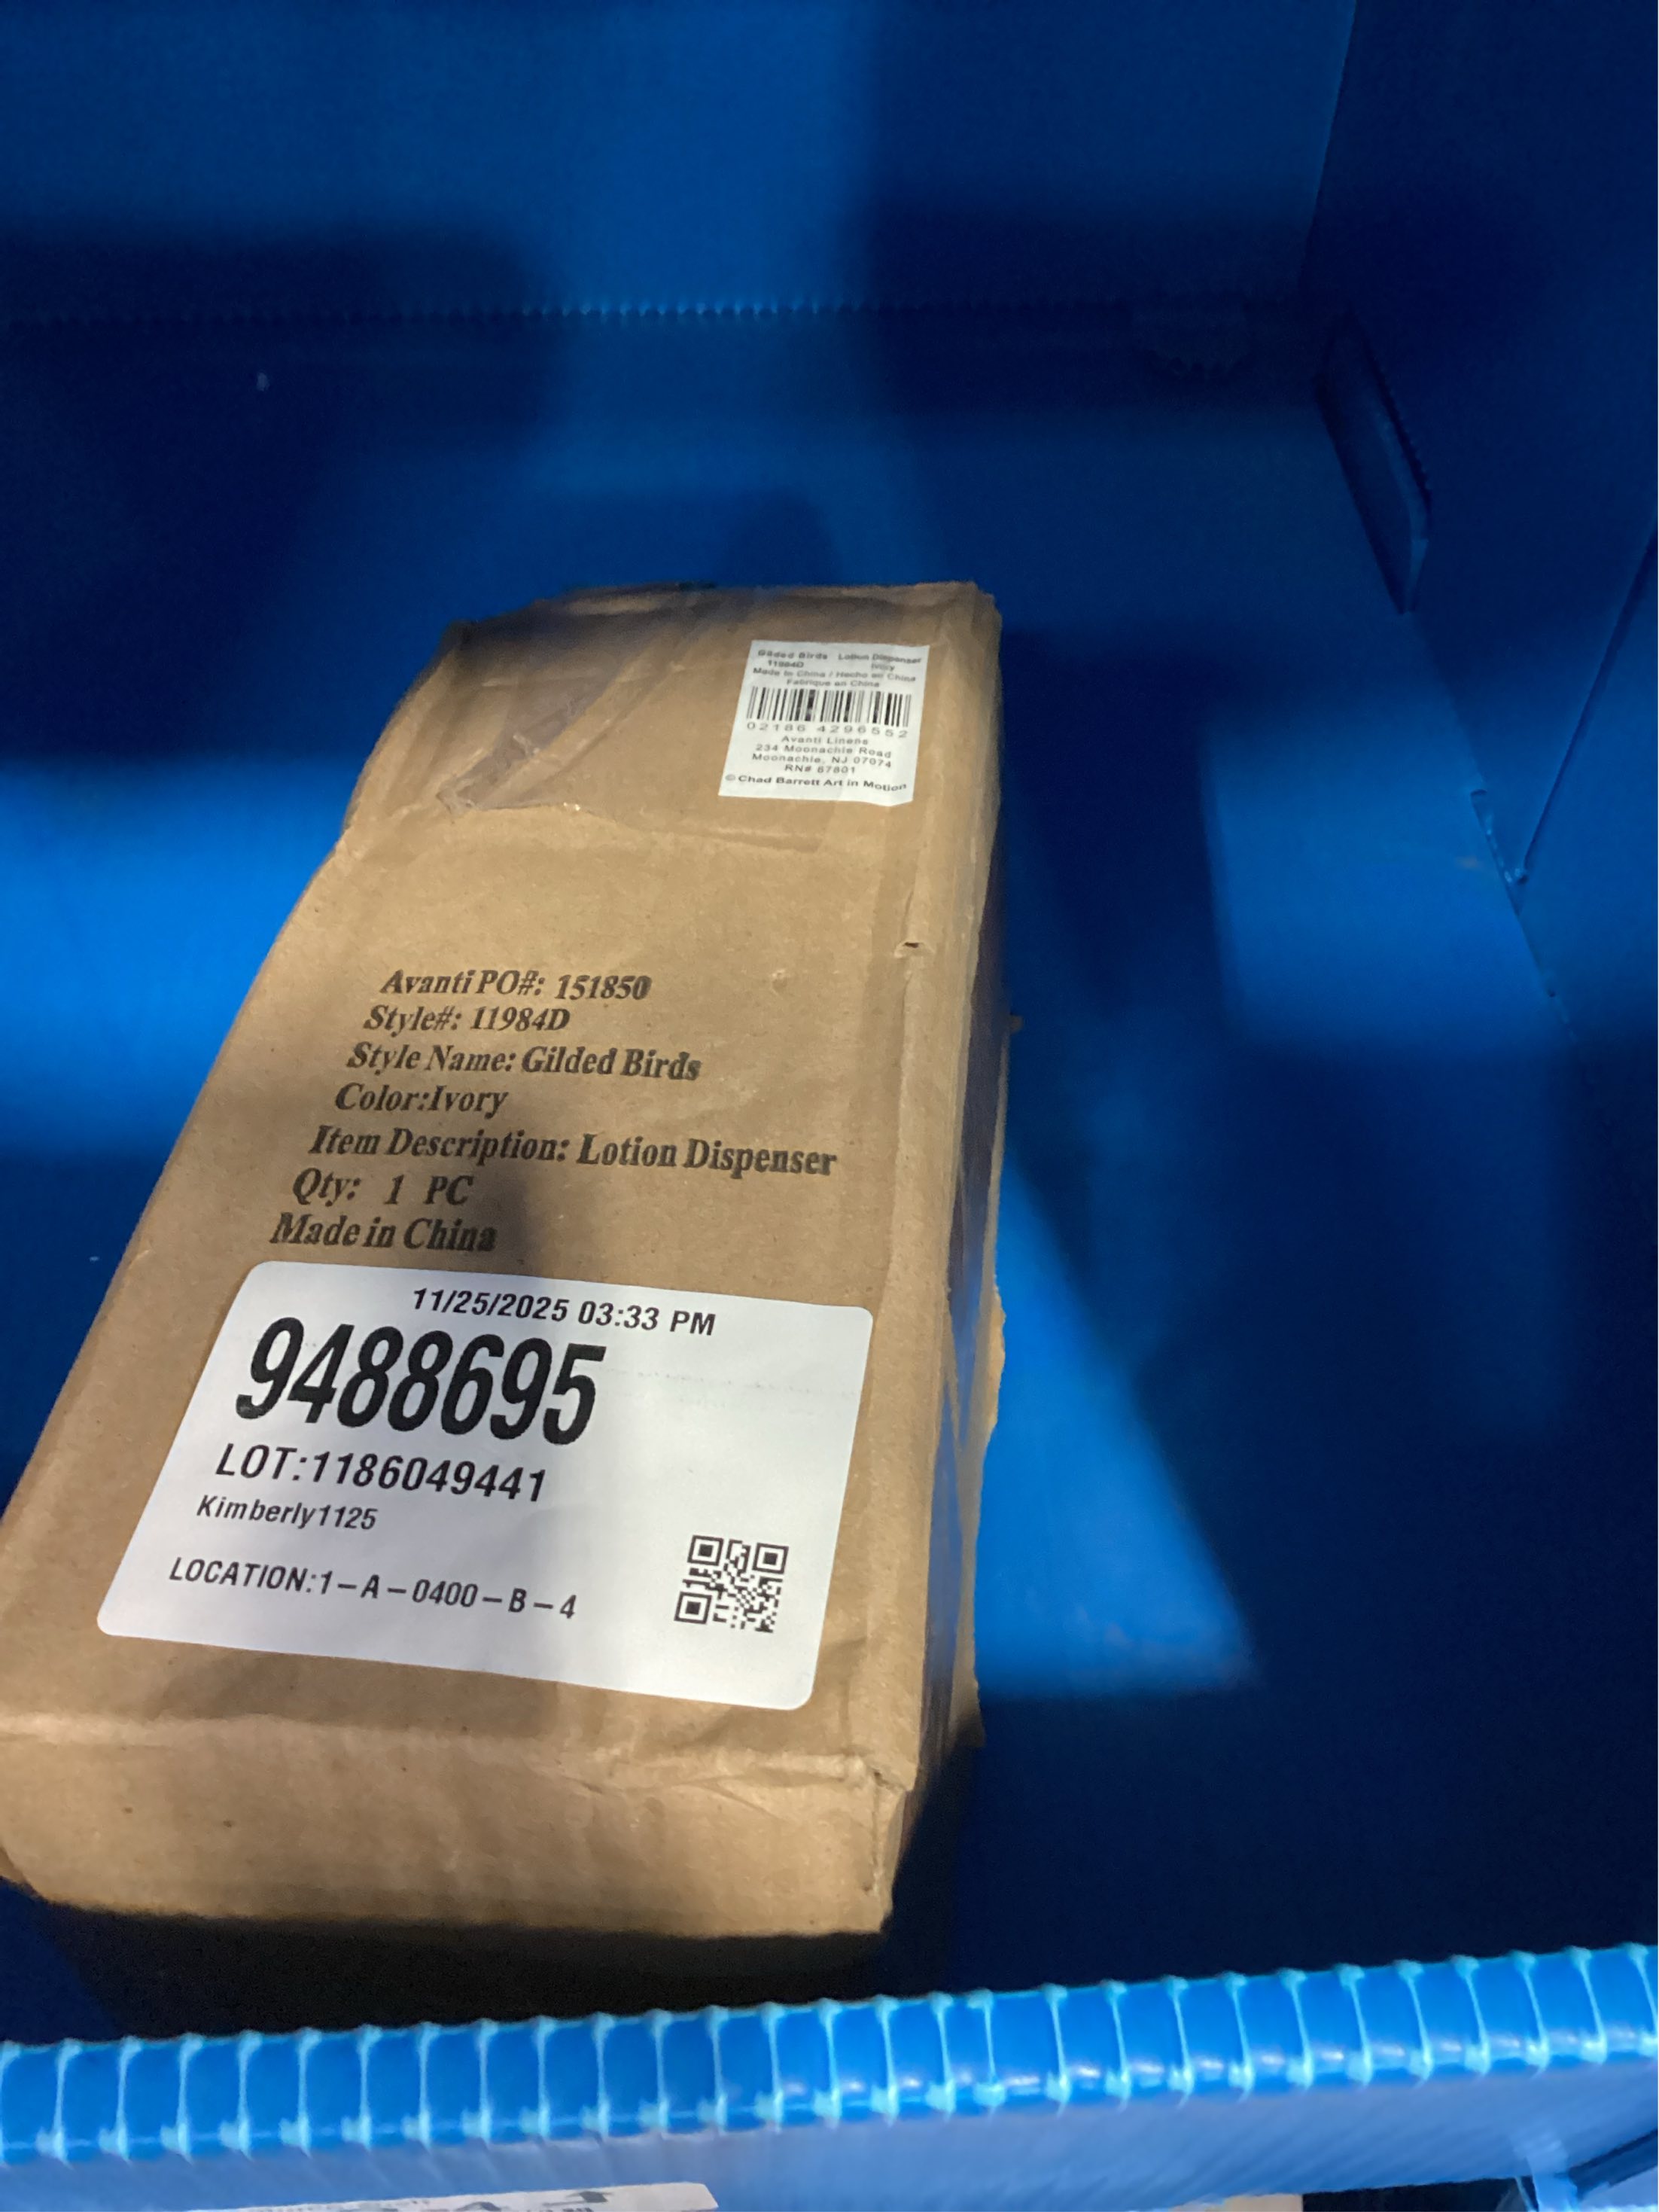 Gilded Birds Lotion Dispenser
11984D Ivory
Made in China / Hecho en China
Fabrique en China
02186 4296552
Avanti Linens
234 Moonachie Road
Moonachie, NJ 07074
RN# 67801
© Chad Barrett Art in Motion
Avanti PO#: 151850
Style#: 11984D
Style Name: Gilded Birds
Color:Ivory
Item Description: Lotion Dispenser
Qty: 1 PC
Made in China
11/25/2025 03:33 PM
9488695
LOT:1186049441
Kimberly1125
LOCATION:1-A-0400-B-4